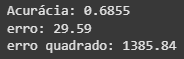 Acurácia: 0.6855
erro: 29.59
erro quadrado: 1385.84